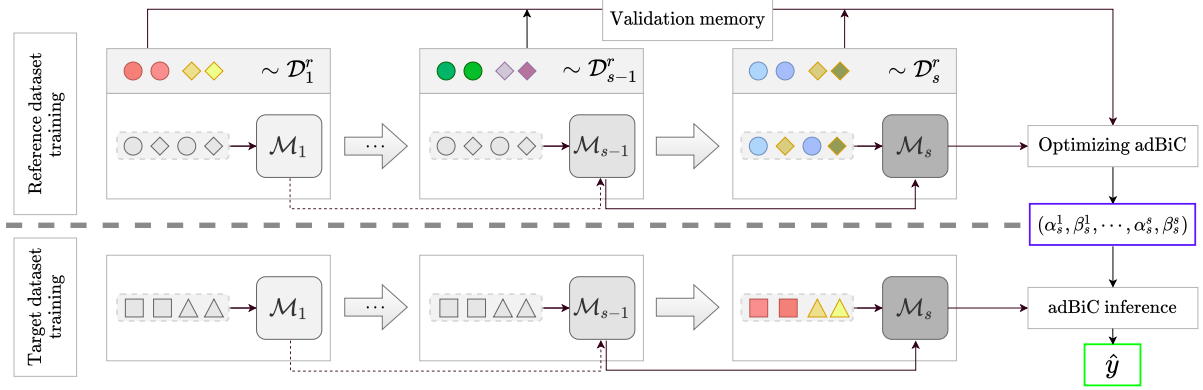 Validation memory
Reference dataset
training
∼ 𝒟₁ʳ
∼ 𝒟ₛ₋₁ʳ
∼ 𝒟ₛʳ
ℳ₁
...
ℳₛ₋₁
ℳₛ
Optimizing adBiC
(αₛ¹, βₛ¹, ⋯, αₛˢ, βₛˢ)
Target dataset
training
ℳ₁
...
ℳₛ₋₁
ℳₛ
adBiC inference
ŷ